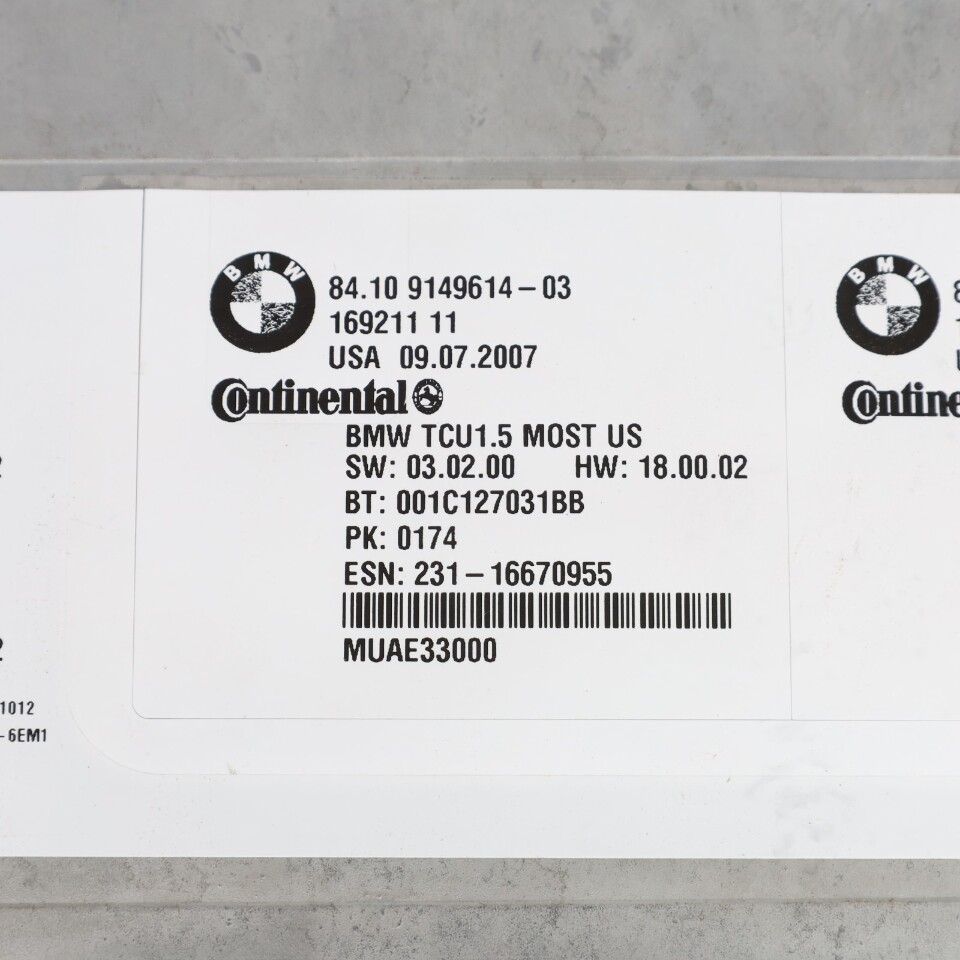 BMW
84.10 9149614-03
169211 11
USA 09.07.2007
Continental
BMW TCU1.5 MOST US
SW: 03.02.00 HW: 18.00.02
BT: 001C127031BB
PK: 0174
ESN: 231-16670955
MUAE33000
1012
-6EM1
BMW
Contine